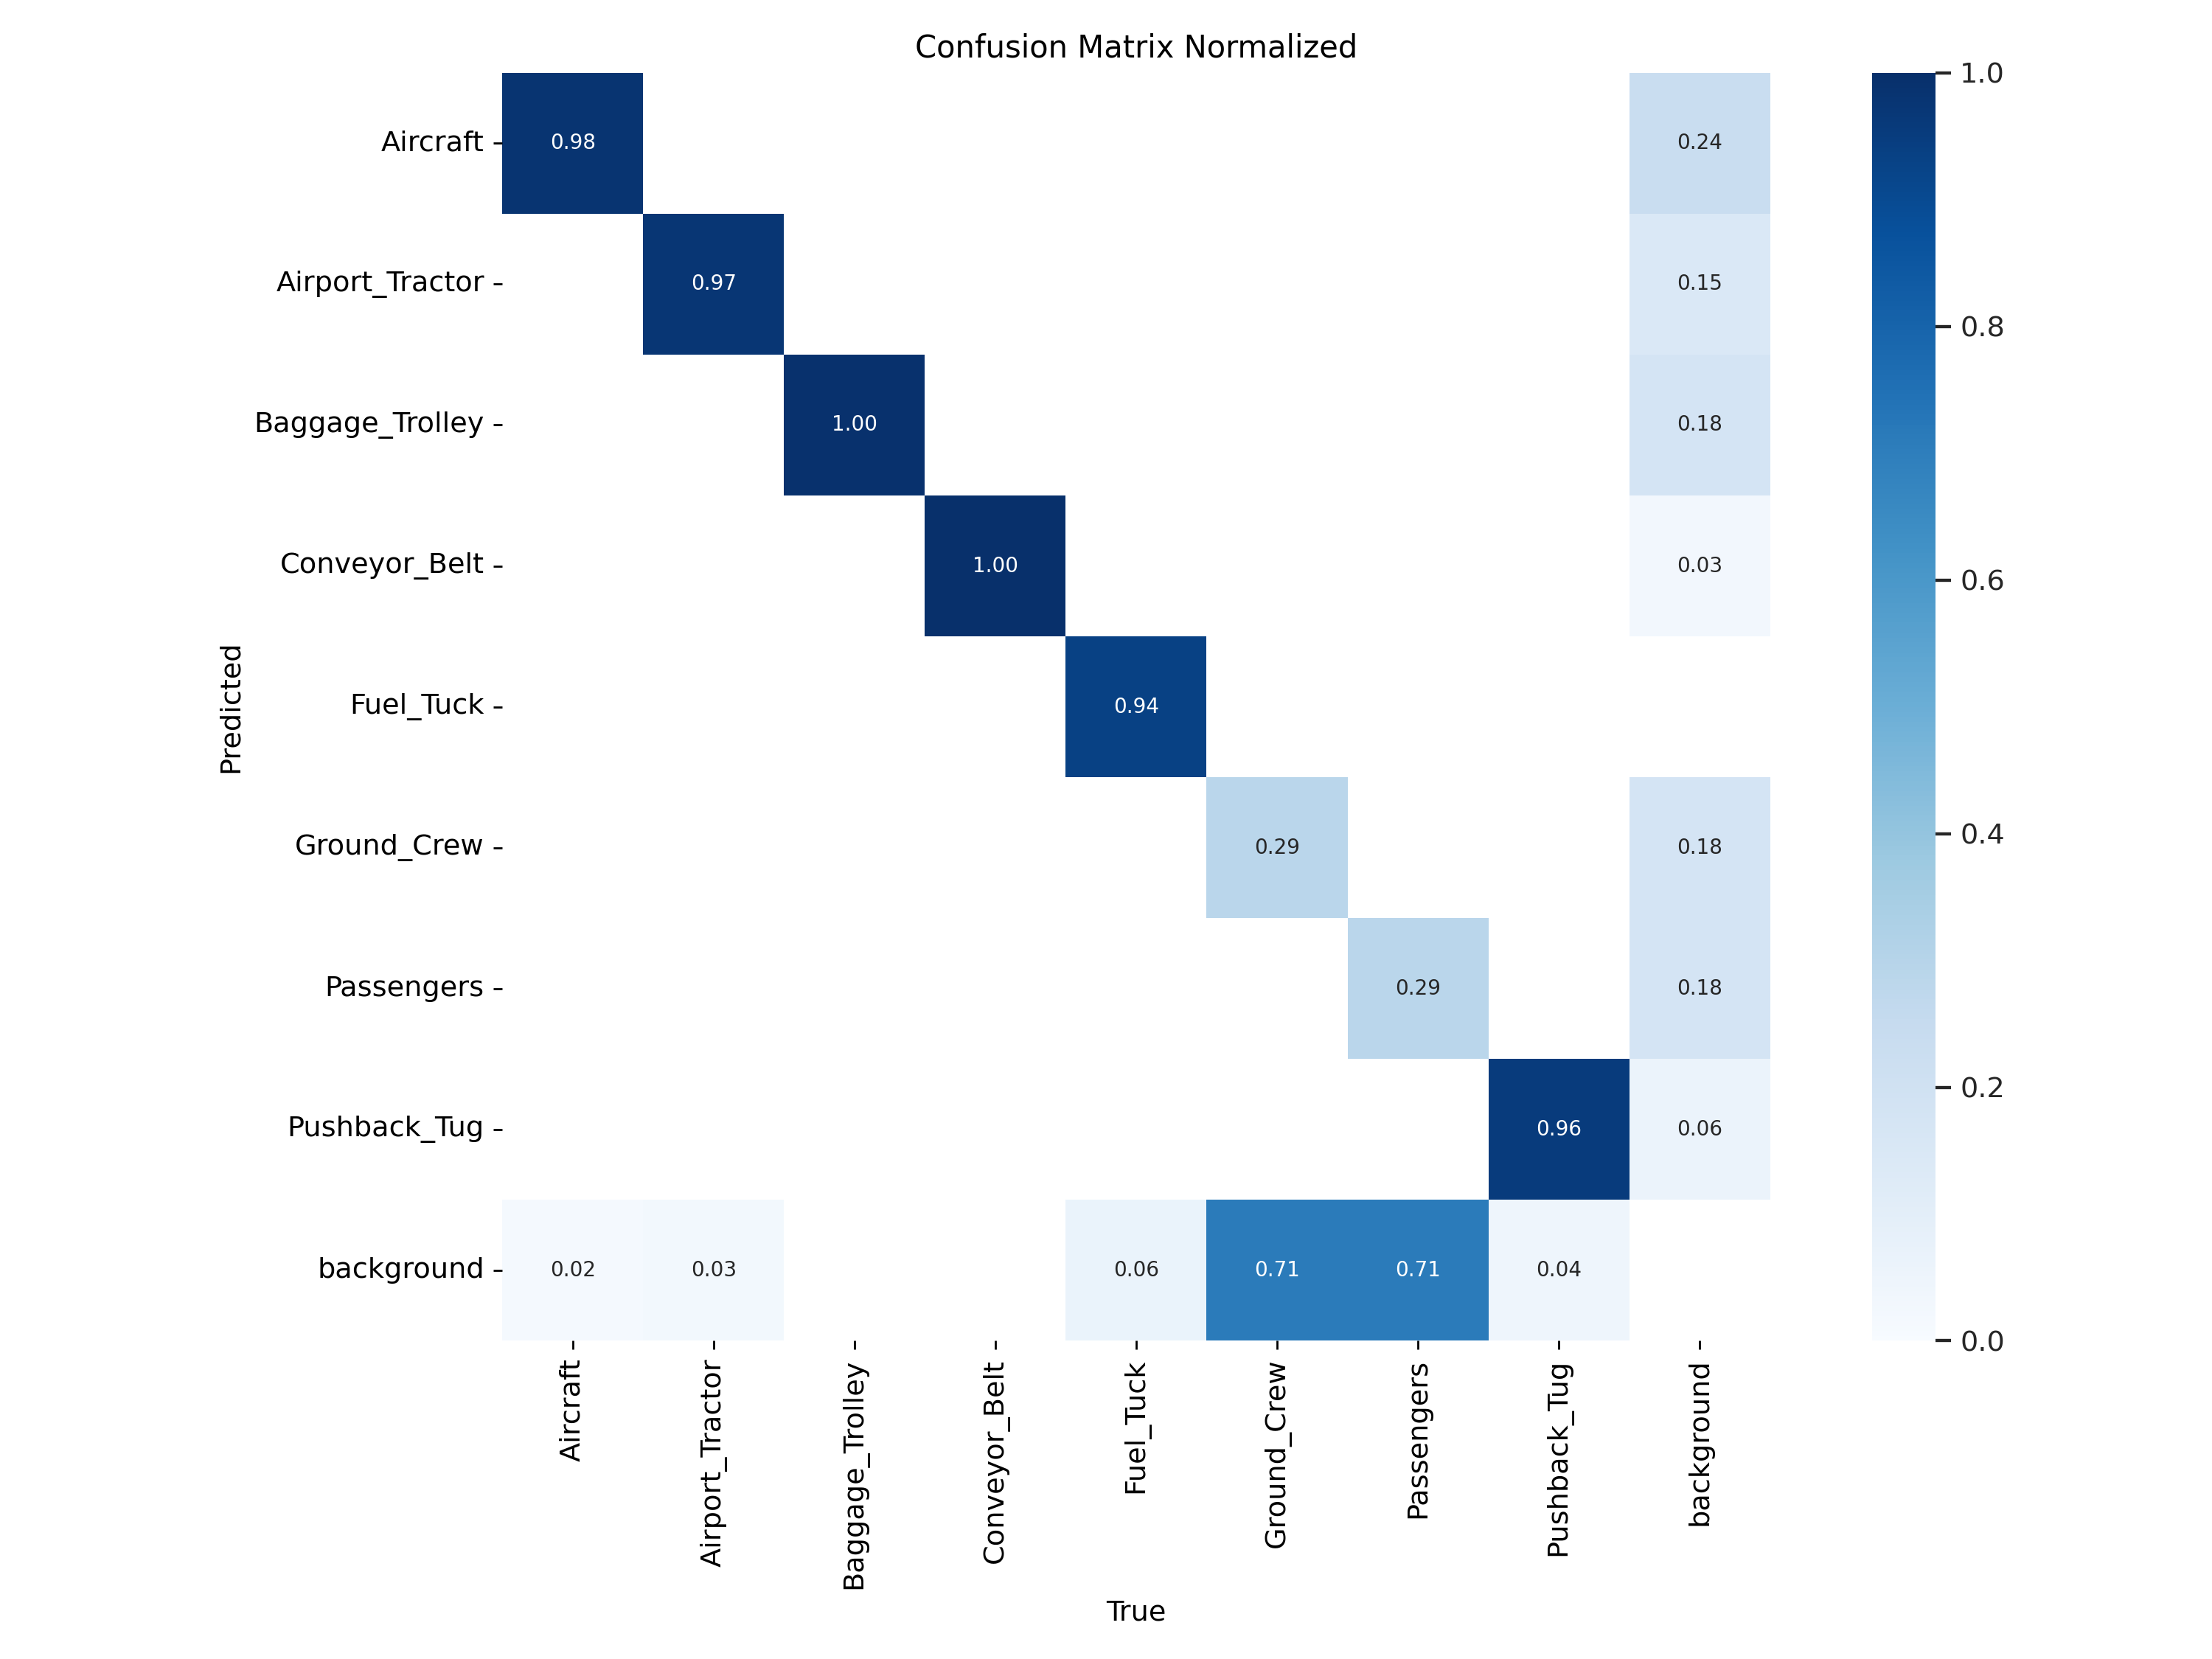 Confusion Matrix Normalized
Aircraft
0.98
0.24
Airport_Tractor
0.97
0.15
Baggage_Trolley
1.00
0.18
Conveyor_Belt
1.00
0.03
Fuel_Tuck
0.94
Ground_Crew
0.29
0.18
Passengers
0.29
0.18
Pushback_Tug
0.96
0.06
background
0.02
0.03
0.06
0.71
0.71
0.04
Predicted
Aircraft
Airport_Tractor
Baggage_Trolley
Conveyor_Belt
Fuel_Tuck
Ground_Crew
Passengers
Pushback_Tug
background
True
1.0
0.8
0.6
0.4
0.2
0.0